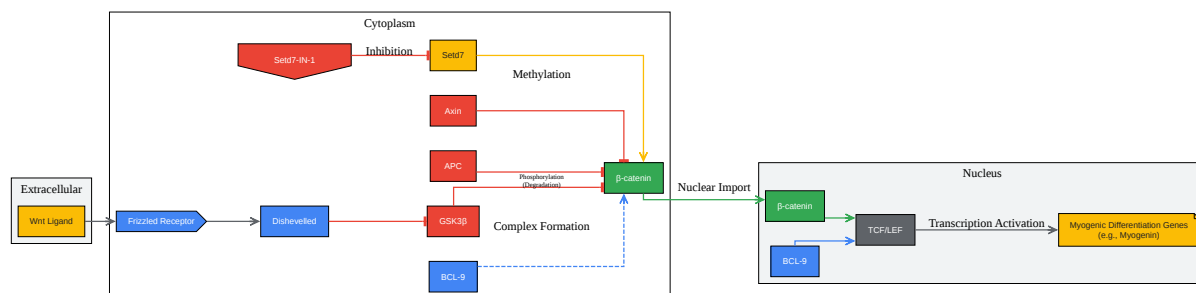 Cytoplasm
Setd7-IN-1
Inhibition
Setd7
Methylation
Axin
APC
Phosphorylation
(Degradation)
β-catenin
Extracellular
Wnt Ligand
Frizzled Receptor
Dishevelled
GSK3β
Complex Formation
BCL-9
Nuclear Import
Nucleus
β-catenin
BCL-9
TCF/LEF
Transcription Activation
Myogenic Differentiation Genes
(e.g., Myogenin)